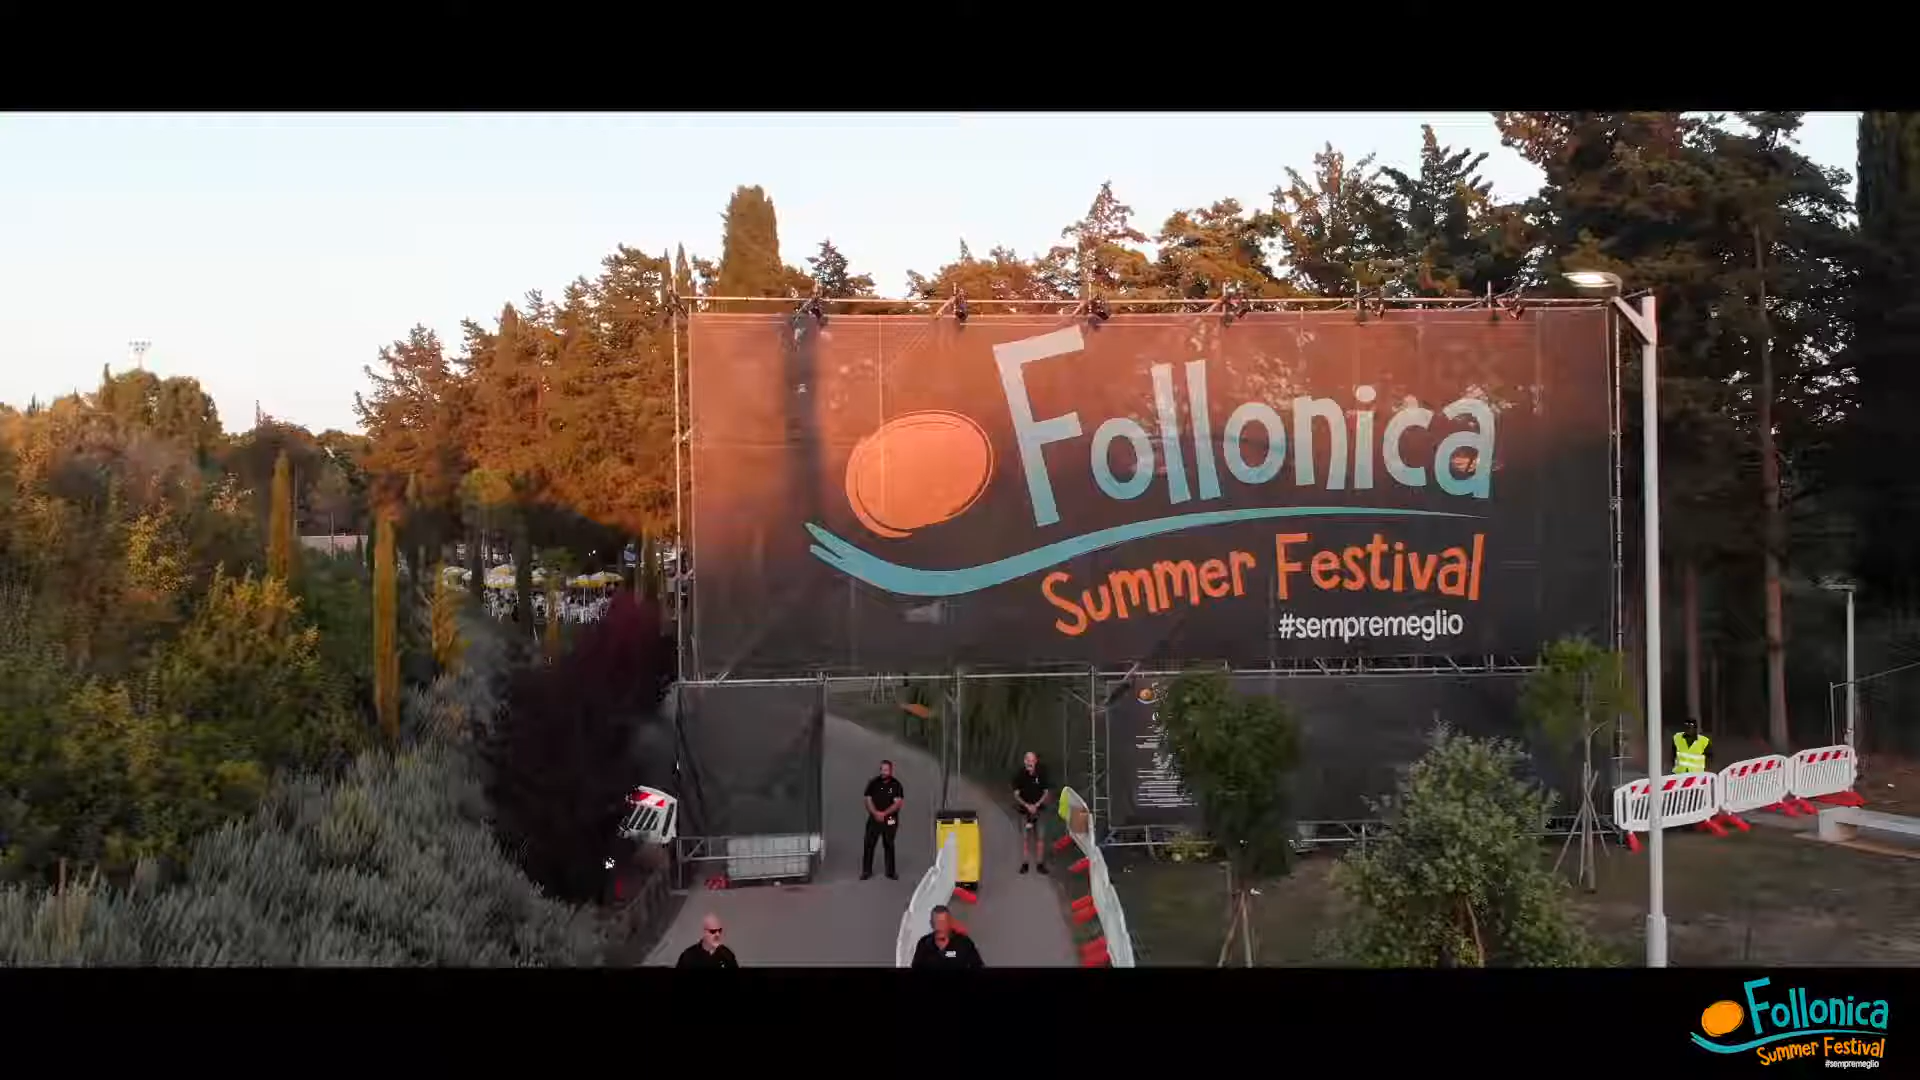 Follonica
Summer Festival
#sempremeglio
Follonica
Summer Festival
#sempremeglio